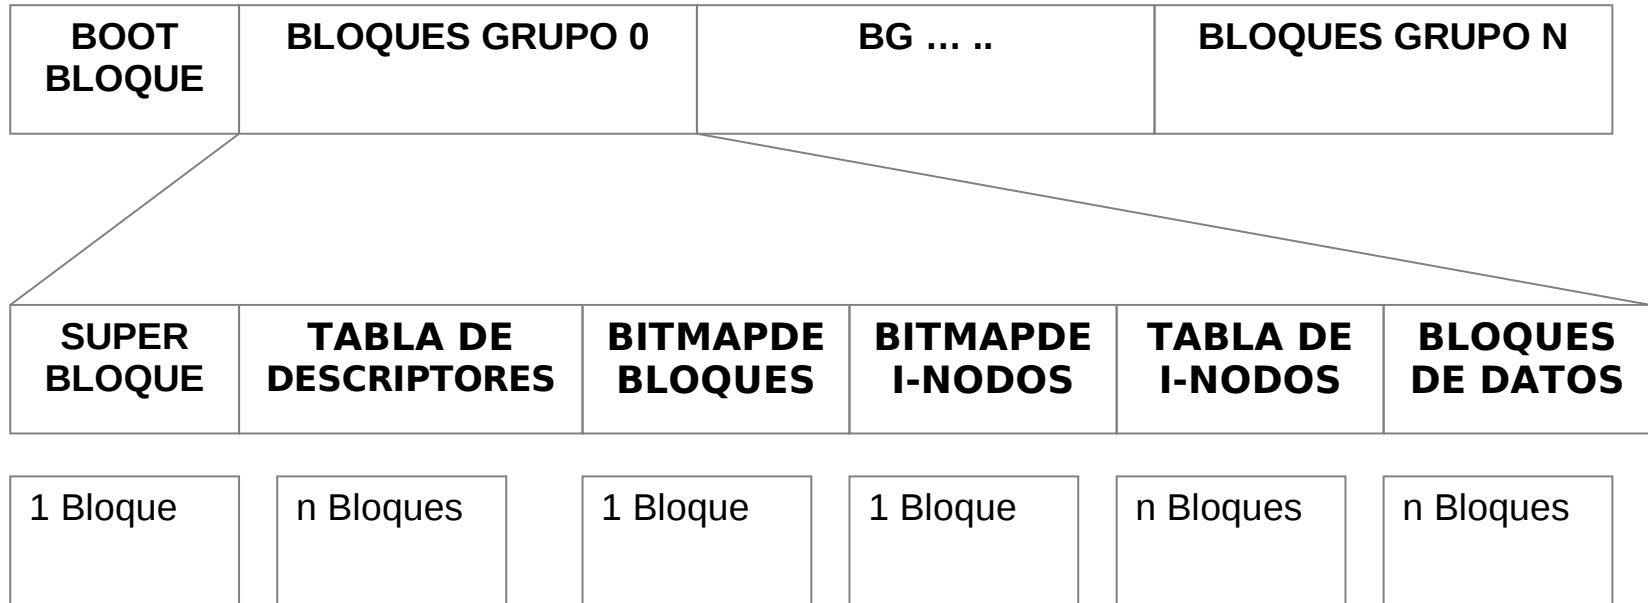 BOOT
BLOQUE
BLOQUES GRUPO 0
BG ... ..
BLOQUES GRUPO N
SUPER
BLOQUE
TABLA DE
DESCRIPTORES
BITMAPDE
BLOQUES
BITMAPDE
I-NODOS
TABLA DE
I-NODOS
BLOQUES
DE DATOS
1 Bloque
n Bloques
1 Bloque
1 Bloque
n Bloques
n Bloques